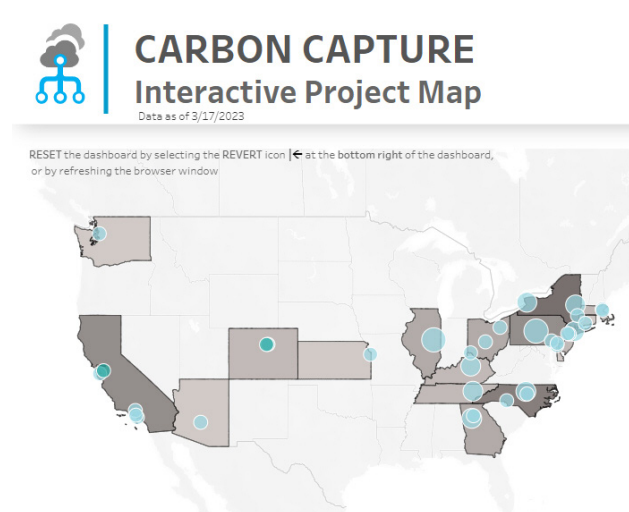 CARBON CAPTURE
Interactive Project Map
Data as of 3/17/2023
RESET the dashboard by selecting the REVERT icon |← at the bottom right of the dashboard,
or by refreshing the browser window